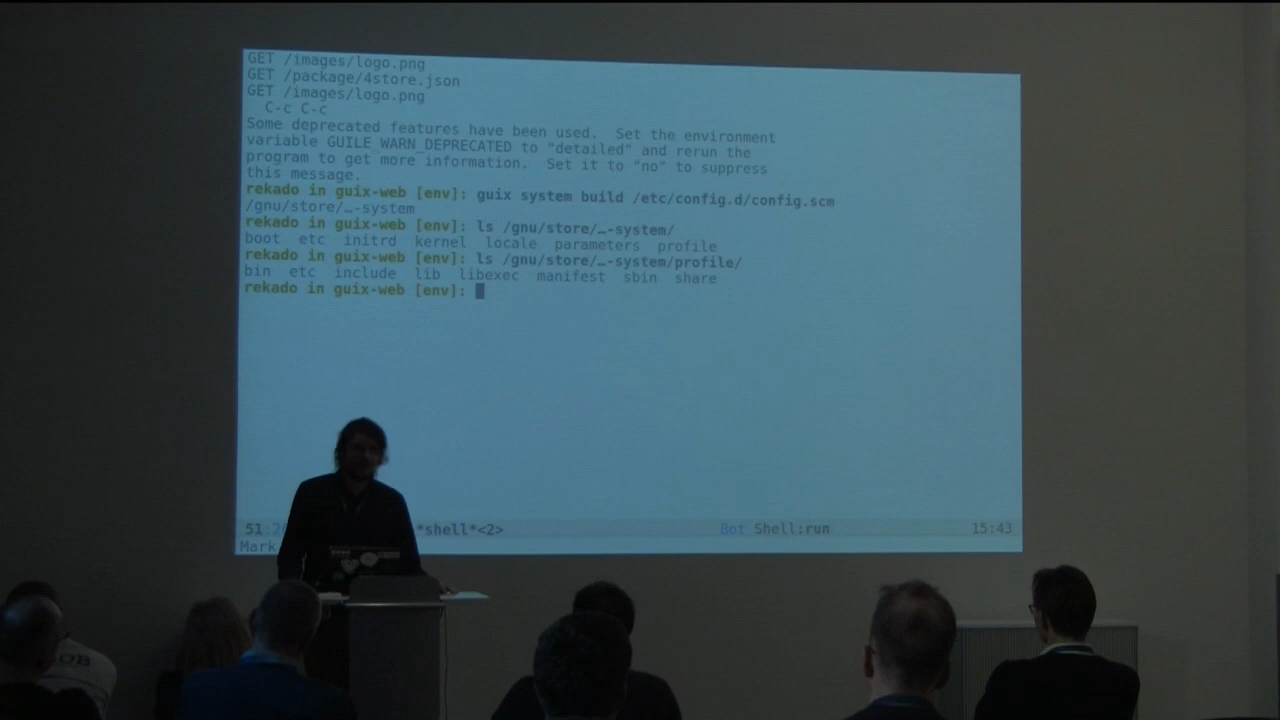 GET /images/logo.png
GET /package/4store.json
GET /images/logo.png
  C-c C-c
Some deprecated features have been used.  Set the environment
variable GUILE_WARN_DEPRECATED to "detailed" and rerun the
program to get more information.  Set it to "no" to suppress
this message.
rekado in guix-web [env]: guix system build /etc/config.d/config.scm
/gnu/store/…-system
rekado in guix-web [env]: ls /gnu/store/…-system/
boot  etc  initrd  kernel  locale  parameters  profile
rekado in guix-web [env]: ls /gnu/store/…-system/profile/
bin  etc  include  lib  libexec  manifest  sbin  share
rekado in guix-web [env]:
51: *shell*<2> Bot Shell:run 15:43
Mark
OB